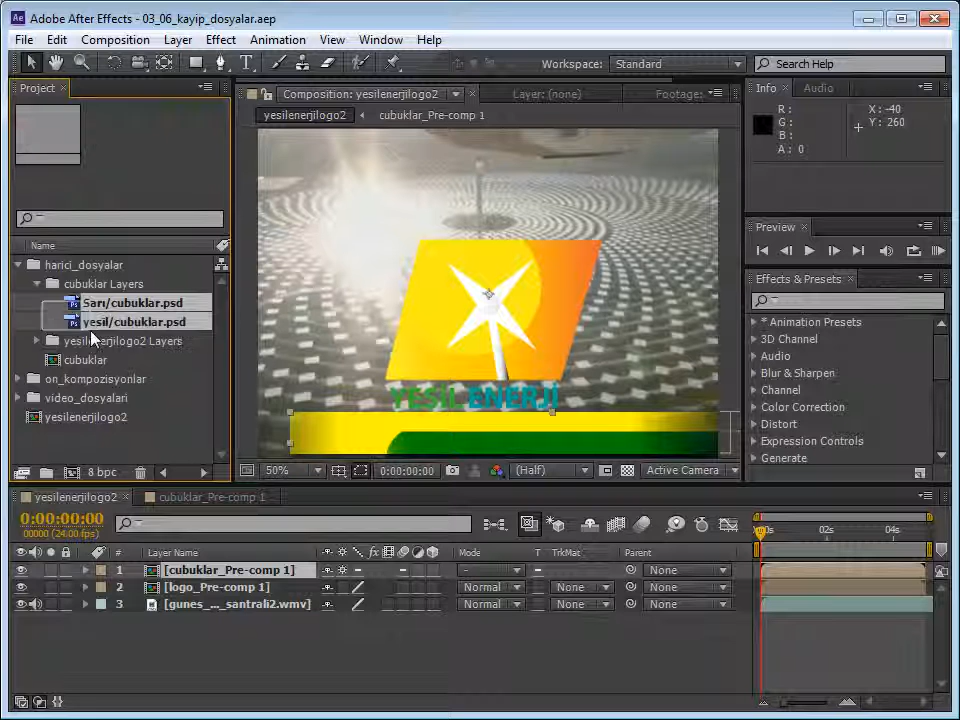 Adobe After Effects - 03_06_kayip_dosyalar.aep
File Edit Composition Layer Effect Animation View Window Help
Workspace: Standard Search Help
Project
Composition: yesilenerjilogo2 Layer: (none) Footage:
yesilenerjilogo2 cubuklar_Pre-comp 1
Info Audio
R : X : -40
G : Y : 260
B :
A : 0
Preview
Effects & Presets
* Animation Presets
3D Channel
Audio
Blur & Sharpen
Channel
Color Correction
Distort
Expression Controls
Generate
Name
harici_dosyalar
cubuklar Layers
Sarı/cubuklar.psd
yesil/cubuklar.psd
yesilenerjilogo2 Layers
cubuklar
on_kompozisyonlar
video_dosyalari
yesilenerjilogo2
8 bpc
YEŞİL ENERJİ
50% 0:00:00:00 (Half) Active Camera
yesilenerjilogo2 cubuklar_Pre-comp 1
0:00:00:00
00000 (24.00 fps)
02s 04s
# Layer Name Mode T TrkMat Parent
1 [cubuklar_Pre-comp 1] - None
2 [logo_Pre-comp 1] Normal None None
3 [gunes_..._santrali2.wmv] Normal None None